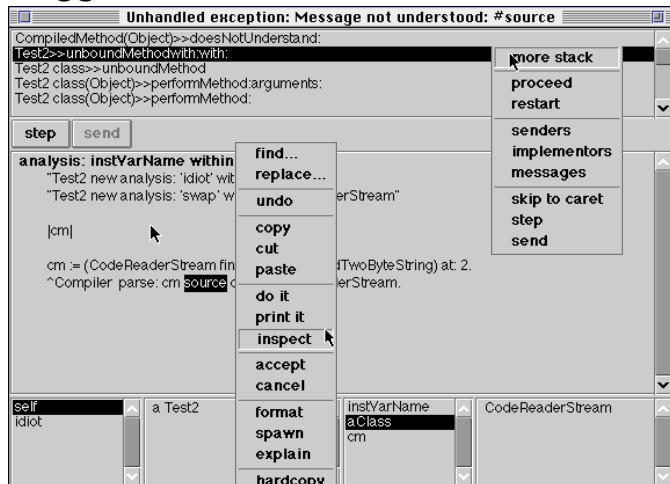 Unhandled exception: Message not understood: #source
CompiledMethod(Object)>>doesNotUnderstand:
Test2>>unboundMethodwith:with:
Test2 class>>unboundMethod
Test2 class(Object)>>performMethod:arguments:
Test2 class(Object)>>performMethod:
more stack
proceed
restart
senders
implementors
messages
skip to caret
step
send
step send
analysis: instVarName within
"Test2 new analysis: 'idiot' wit
"Test2 new analysis: 'swap' w erStream"
|cm|
cm := (CodeReaderStream fin dTwoByteString) at: 2.
^Compiler parse: cm source erStream.
find...
replace...
undo
copy
cut
paste
do it
print it
inspect
accept
cancel
format
spawn
explain
hardcopy
self
idiot
a Test2
instVarName
aClass
cm
CodeReaderStream